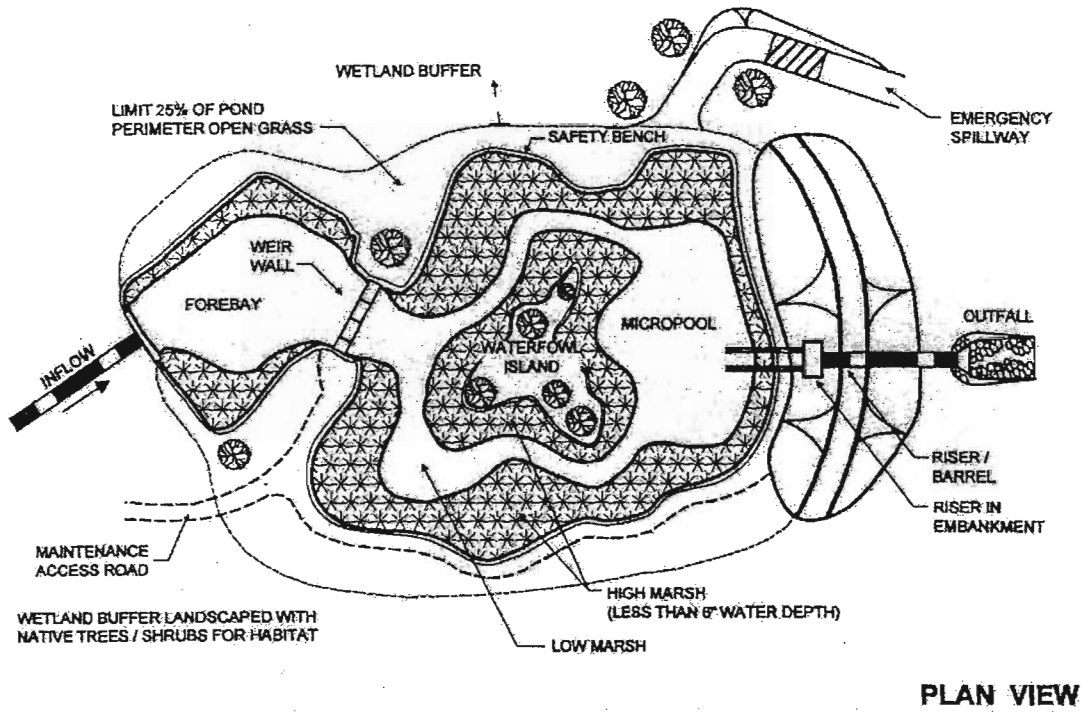 WETLAND BUFFER
LIMIT 25% OF POND
PERIMETER OPEN GRASS
SAFETY BENCH
EMERGENCY
SPILLWAY
WEIR
WALL
FOREBAY
MICROPOOL
OUTFALL
WATERFOWL
ISLAND
INFLOW
RISER /
BARREL
RISER IN
EMBANKMENT
MAINTENANCE
ACCESS ROAD
HIGH MARSH
(LESS THAN 6" WATER DEPTH)
WETLAND BUFFER LANDSCAPED WITH
NATIVE TREES / SHRUBS FOR HABITAT
LOW MARSH
PLAN VIEW